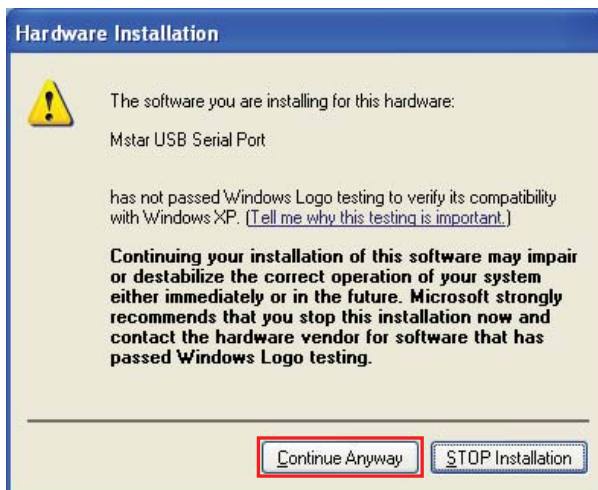 Hardware Installation
The software you are installing for this hardware:
Mstar USB Serial Port
has not passed Windows Logo testing to verify its compatibility
with Windows XP. (Tell me why this testing is important.)
Continuing your installation of this software may impair
or destabilize the correct operation of your system
either immediately or in the future. Microsoft strongly
recommends that you stop this installation now and
contact the hardware vendor for software that has
passed Windows Logo testing.
Continue Anyway
STOP Installation